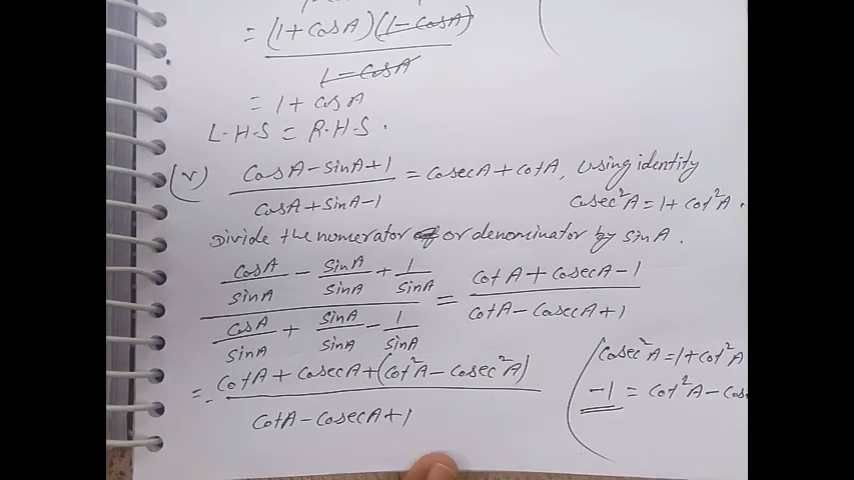 = (1+CosA)(1-CosA)
1-CosA
= 1+CosA
L.H.S = R.H.S.
(v) CosA-sinA+1 / CosA+sinA-1 = CosecA+CotA, Using identity
Cosec²A=1+Cot²A.
Divide the numerator or denominator by sinA.
CosA/sinA - sinA/sinA + 1/sinA
CosA/sinA + sinA/sinA - 1/sinA
= CotA+CosecA-1 / CotA-CosecA+1
= CotA+CosecA+(Cot²A-Cosec²A)
CotA-CosecA+1
Cosec²A=1+Cot²A
-1 = Cot²A-Cos